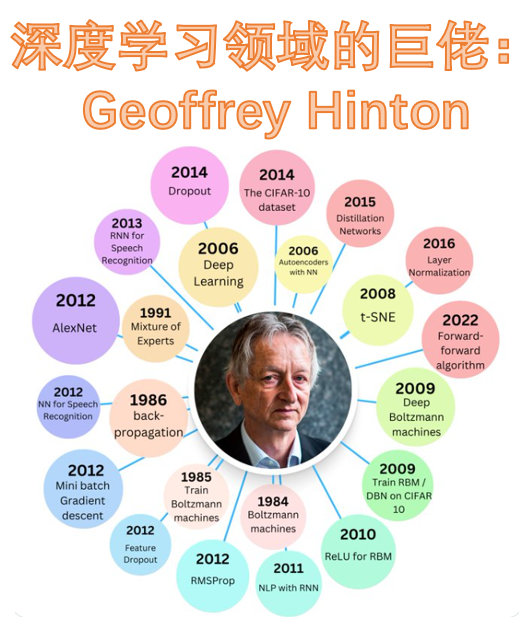 深度学习领域的巨佬：
Geoffrey Hinton
2014
Dropout
2014
The CIFAR-10
dataset
2015
Distillation
Networks
2013
RNN for
Speech
Recognition
2006
Deep
Learning
2006
Autoencoders
with NN
2016
Layer
Normalization
2012
AlexNet
1991
Mixture of
Experts
2008
t-SNE
2022
Forward-
forward
algorithm
2012
NN for Speech
Recognition
1986
back-
propagation
2009
Deep
Boltzmann
machines
2012
Mini batch
Gradient
descent
1985
Train
Boltzmann
machines
1984
Boltzmann
machines
2009
Train RBM /
DBN on CIFAR
10
2012
Feature
Dropout
2012
RMSProp
2011
NLP with RNN
2010
ReLU for RBM